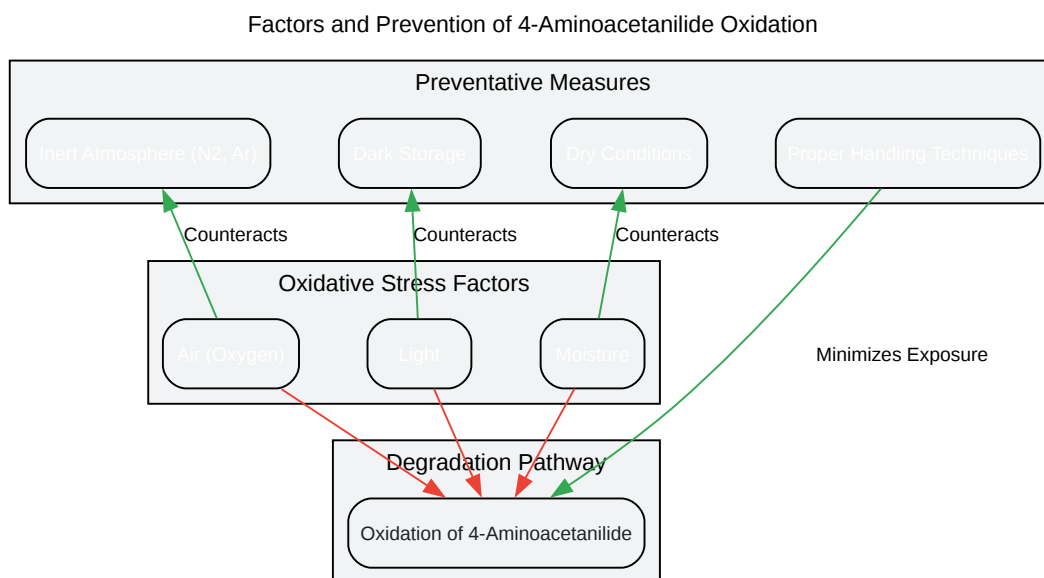 Factors and Prevention of 4-Aminoacetanilide Oxidation
Preventative Measures
Inert Atmosphere (N2, Ar)
Dark Storage
Dry Conditions
Proper Handling Techniques
Counteracts
Counteracts
Counteracts
Oxidative Stress Factors
Air (Oxygen)
Light
Moisture
Minimizes Exposure
Degradation Pathway
Oxidation of 4-Aminoacetanilide